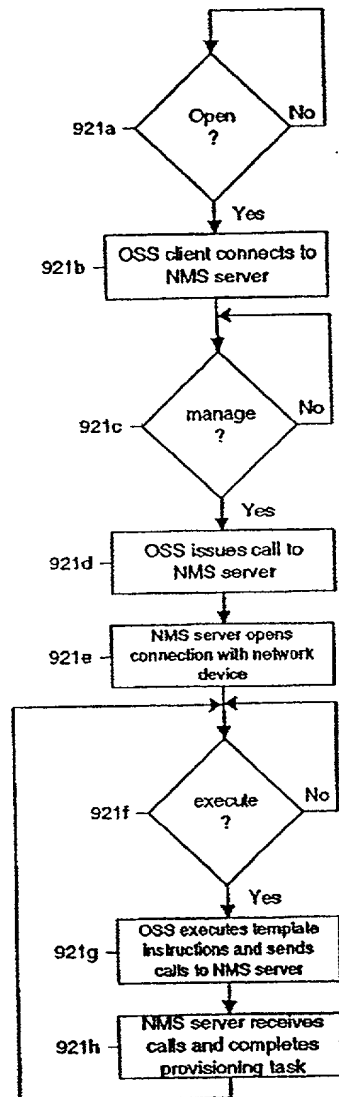 Open
?
No
921a
Yes
OSS client connects to
NMS server
921b
manage
?
No
921c
Yes
OSS issues call to
NMS server
921d
NMS server opens
connection with network
device
921e
execute
?
No
921f
Yes
OSS executes template
instructions and sends
calls to NMS server
921g
NMS server receives
calls and completes
provisioning task
921h